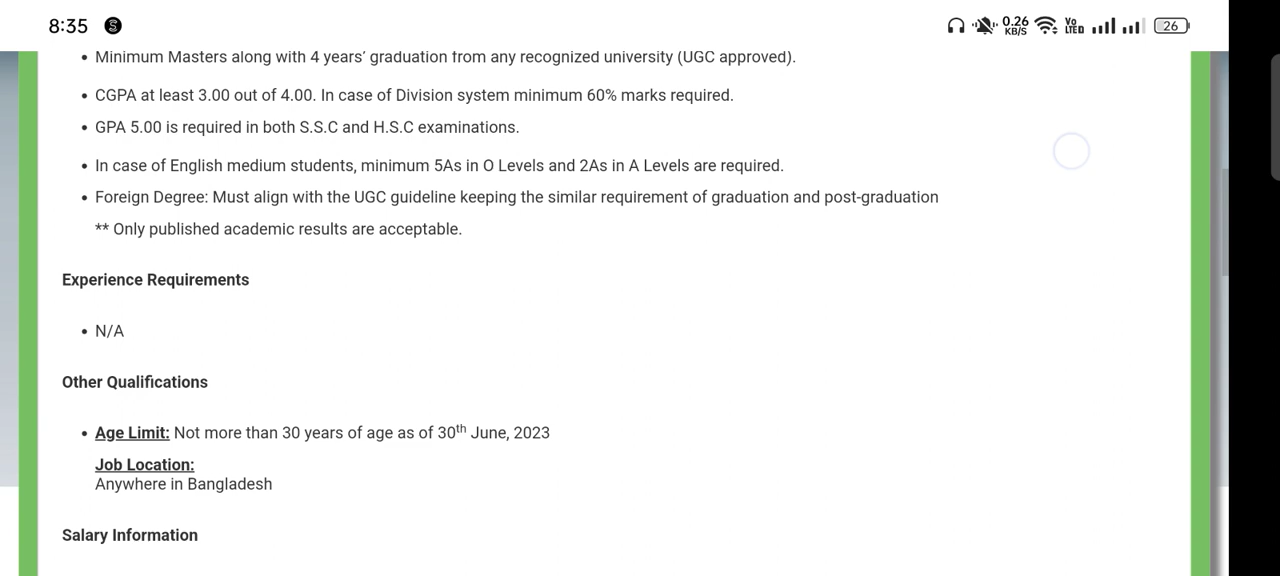 8:35
0.26
KB/S
Vo
LTED
26
• Minimum Masters along with 4 years’ graduation from any recognized university (UGC approved).
• CGPA at least 3.00 out of 4.00. In case of Division system minimum 60% marks required.
• GPA 5.00 is required in both S.S.C and H.S.C examinations.
• In case of English medium students, minimum 5As in O Levels and 2As in A Levels are required.
• Foreign Degree: Must align with the UGC guideline keeping the similar requirement of graduation and post-graduation
** Only published academic results are acceptable.
Experience Requirements
• N/A
Other Qualifications
• Age Limit: Not more than 30 years of age as of 30th June, 2023
Job Location:
Anywhere in Bangladesh
Salary Information